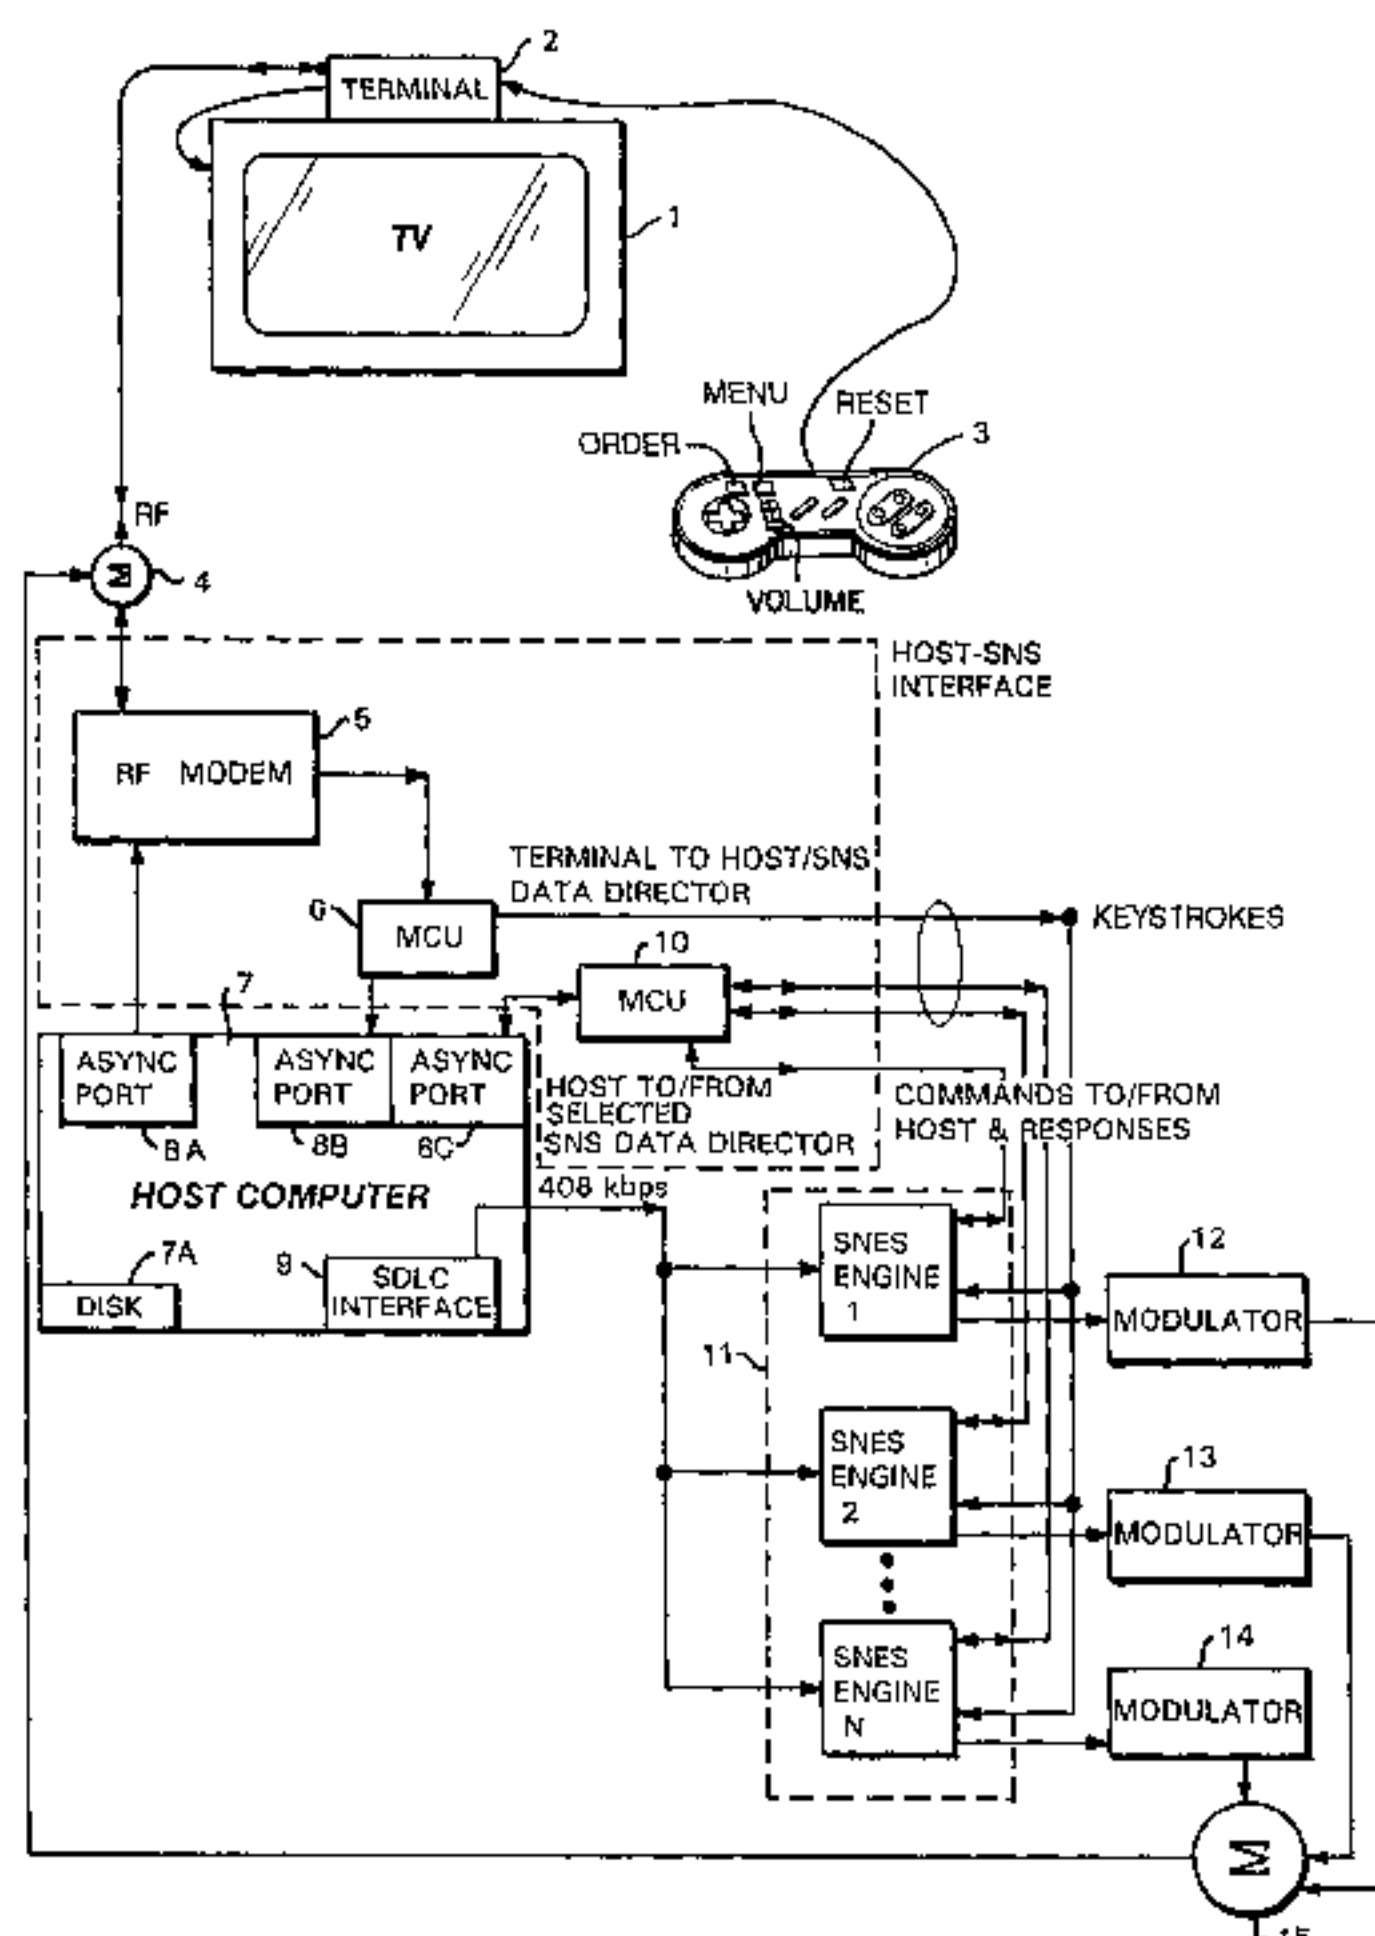 2
TERMINAL
TV
1
MENU
RESET
ORDER
3
RF
Σ
4
VOLUME
HOST-SNS
INTERFACE
5
RF MODEM
TERMINAL TO HOST/SNS
DATA DIRECTOR
6
MCU
KEYSTROKES
10
MCU
7
ASYNC
PORT
8A
ASYNC
PORT
8B
ASYNC
PORT
8C
HOST TO/FROM
SELECTED
SNS DATA DIRECTOR
COMMANDS TO/FROM
HOST & RESPONSES
HOST COMPUTER
408 kbps
7A
DISK
9
SDLC
INTERFACE
SNES
ENGINE
1
12
MODULATOR
11
SNES
ENGINE
2
13
MODULATOR
SNES
ENGINE
N
14
MODULATOR
Σ
15